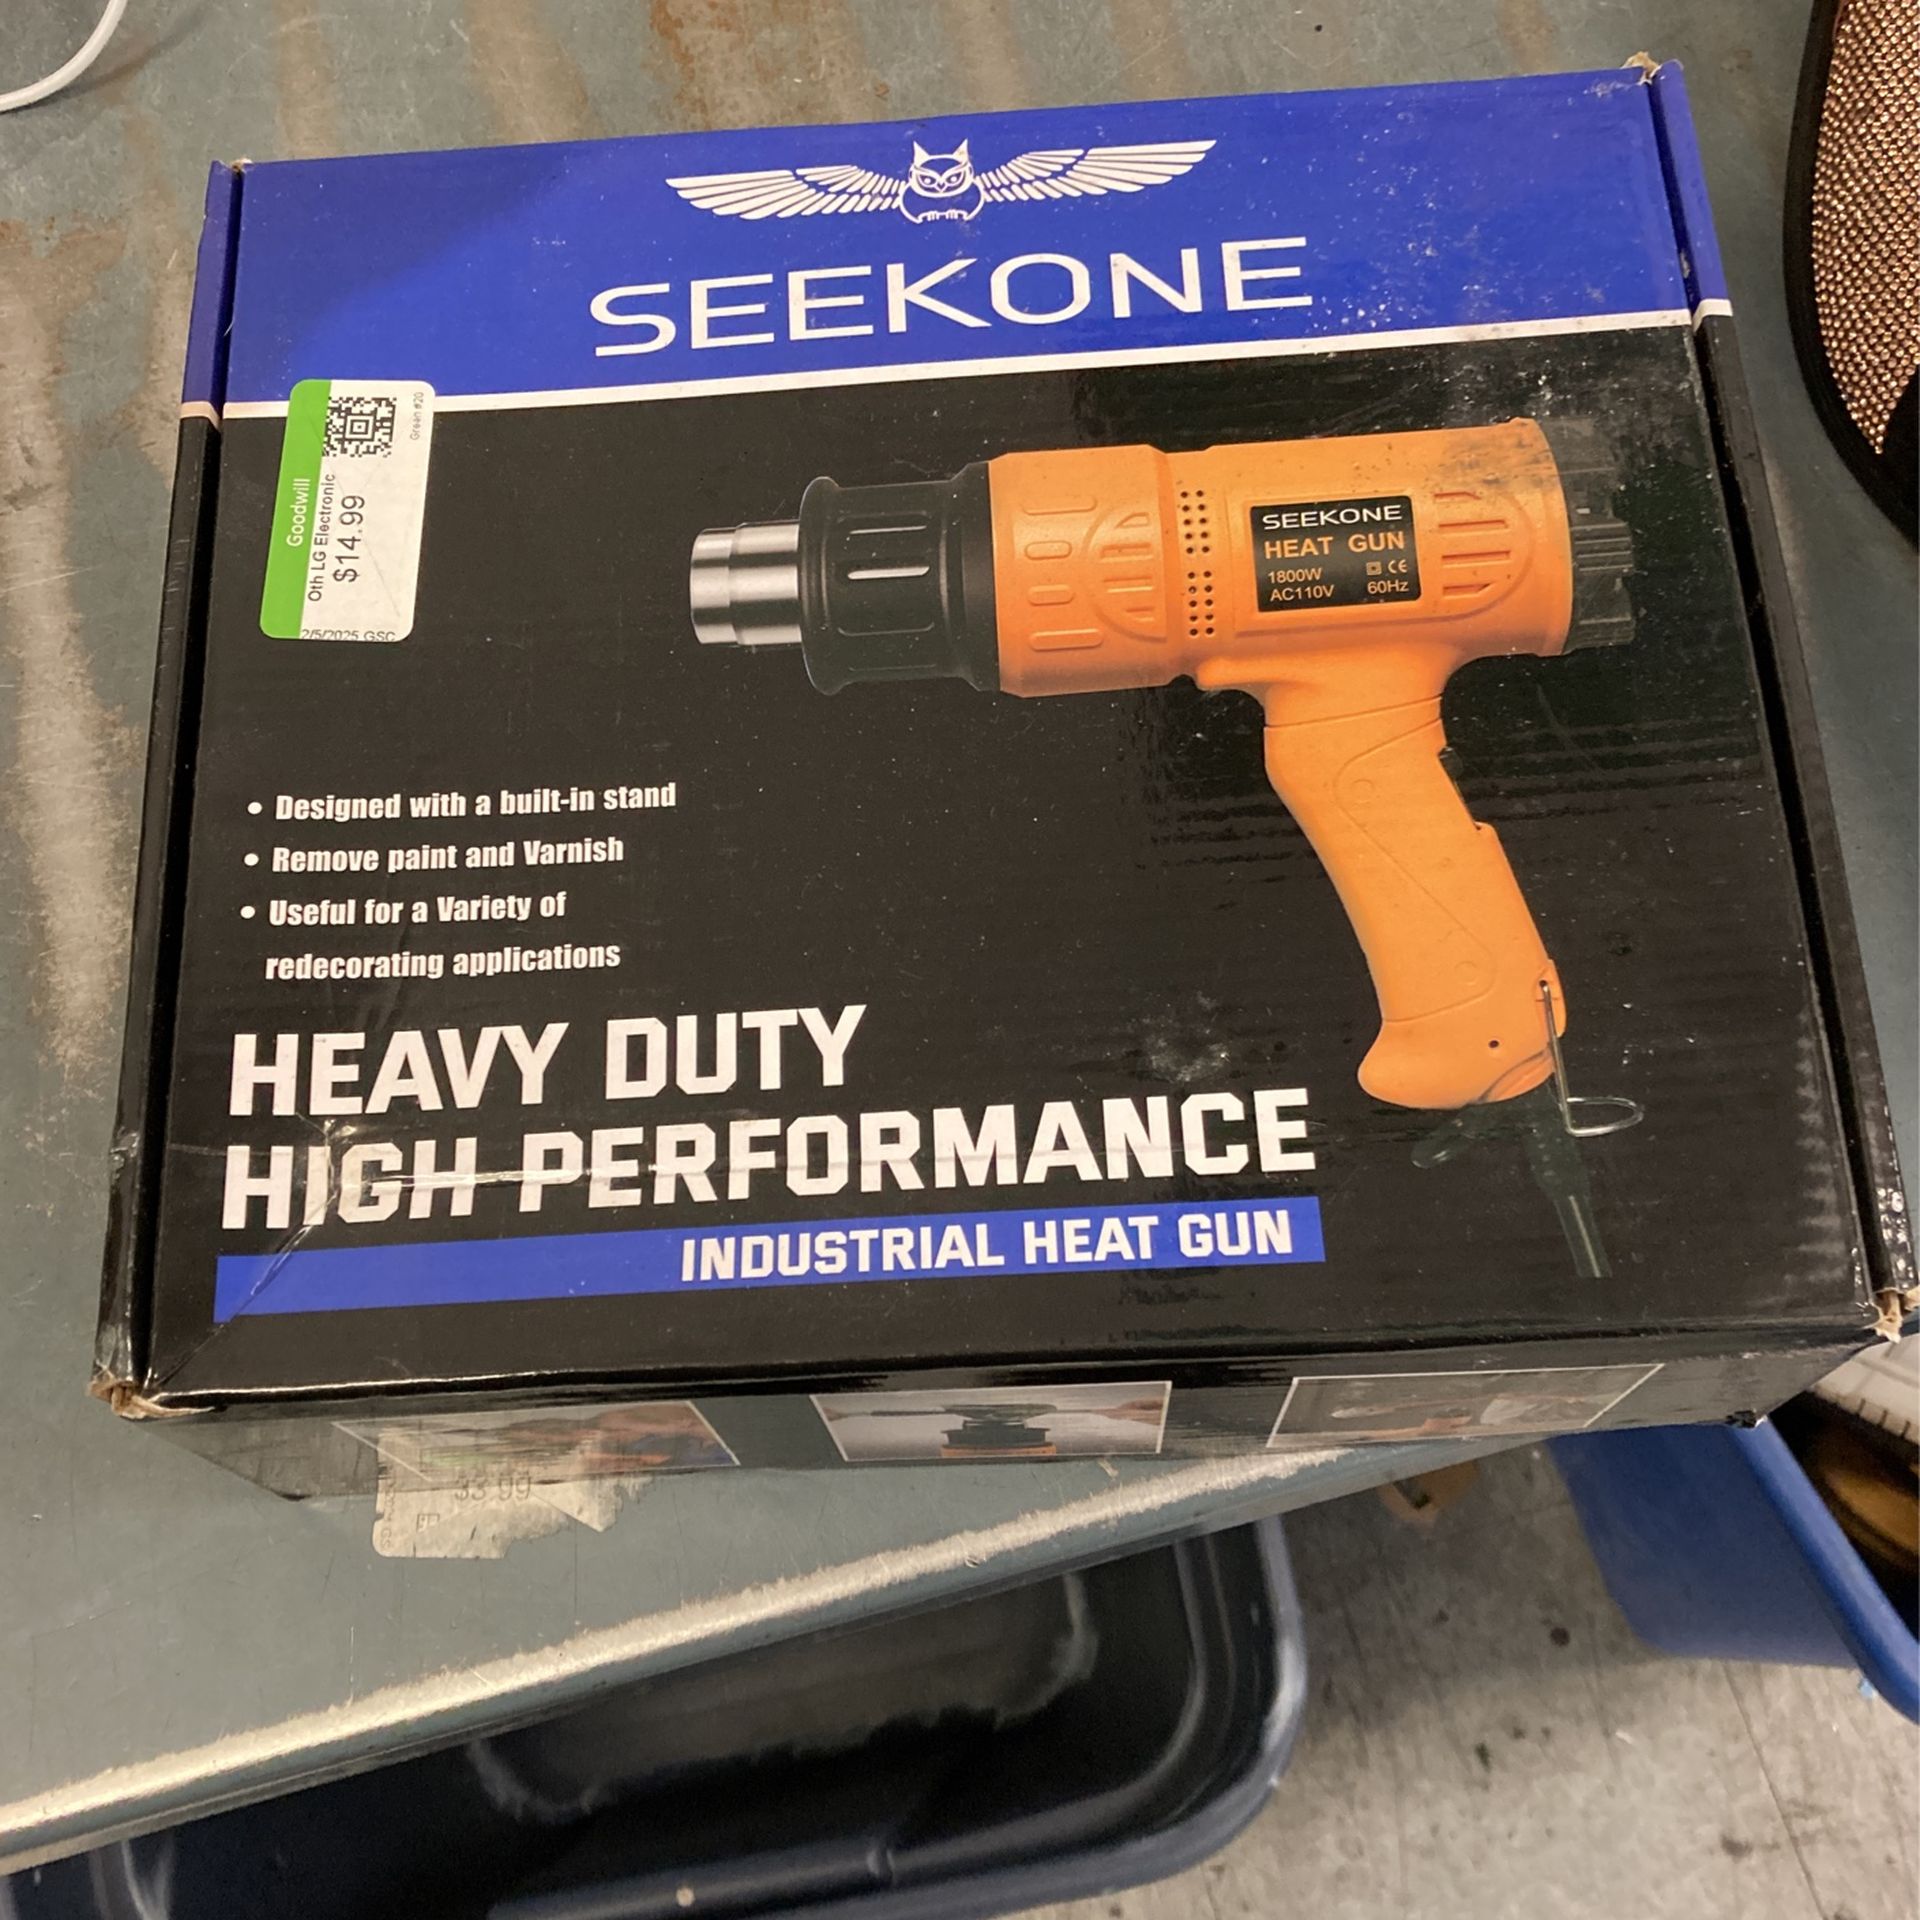 SEEKONE
Goodwill
Oth LG Electronic
$14.99
Green #20
2/5/2025 GSC
SEEKONE
HEAT GUN
1800W CE
AC110V 60Hz
• Designed with a built-in stand
• Remove paint and Varnish
• Useful for a Variety of
redecorating applications
HEAVY DUTY
HIGH PERFORMANCE
INDUSTRIAL HEAT GUN